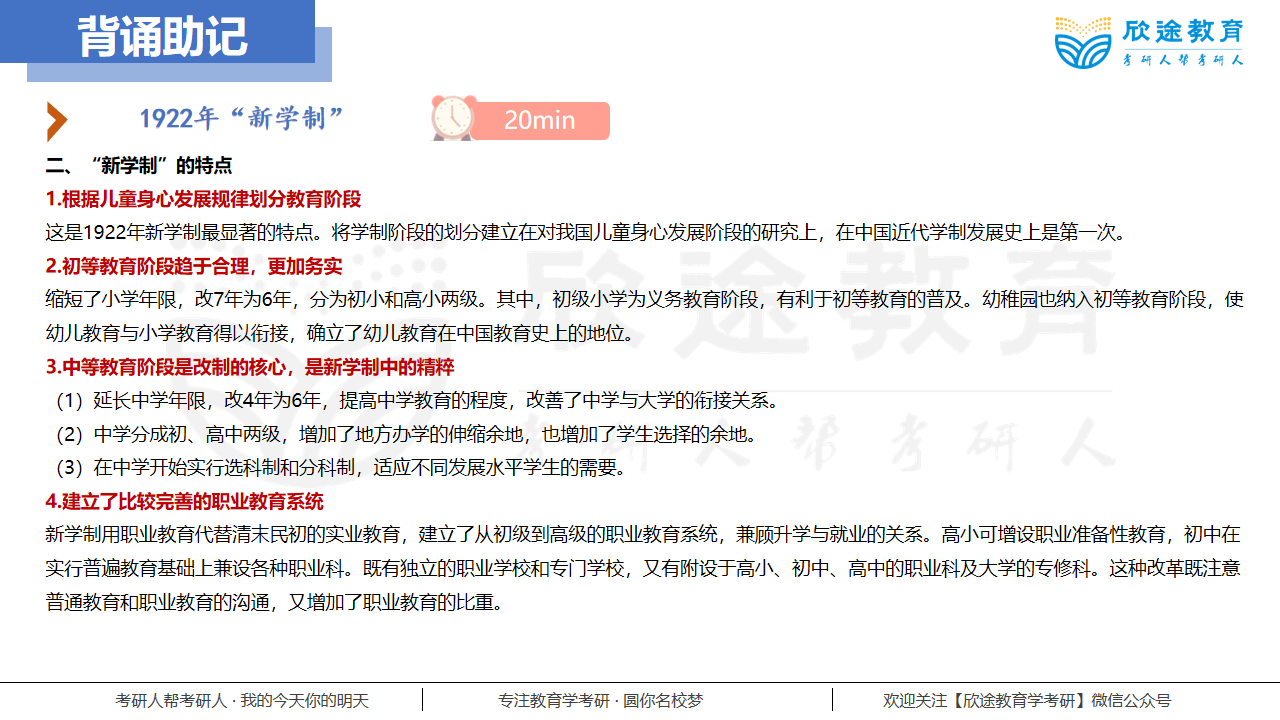 背诵助记
欣途教育
考研人帮考研人
1922年“新学制”
20min
二、“新学制”的特点
1.根据儿童身心发展规律划分教育阶段
这是1922年新学制最显著的特点。将学制阶段的划分建立在对我国儿童身心发展阶段的研究上，在中国近代学制发展史上是第一次。
2.初等教育阶段趋于合理，更加务实
缩短了小学年限，改7年为6年，分为初小和高小两级。其中，初级小学为义务教育阶段，有利于初等教育的普及。幼稚园也纳入初等教育阶段，使
幼儿教育与小学教育得以衔接，确立了幼儿教育在中国教育史上的地位。
3.中等教育阶段是改制的核心，是新学制中的精粹
（1）延长中学年限，改4年为6年，提高中学教育的程度，改善了中学与大学的衔接关系。
（2）中学分成初、高中两级，增加了地方办学的伸缩余地，也增加了学生选择的余地。
（3）在中学开始实行选科制和分科制，适应不同发展水平学生的需要。
4.建立了比较完善的职业教育系统
新学制用职业教育代替清末民初的实业教育，建立了从初级到高级的职业教育系统，兼顾升学与就业的关系。高小可增设职业准备性教育，初中在
实行普遍教育基础上兼设各种职业科。既有独立的职业学校和专门学校，又有附设于高小、初中、高中的职业科及大学的专修科。这种改革既注意
普通教育和职业教育的沟通，又增加了职业教育的比重。
欣途教育
考研人帮考研人
考研人帮考研人 · 我的今天你的明天
专注教育学考研 · 圆你名校梦
欢迎关注【欣途教育学考研】微信公众号